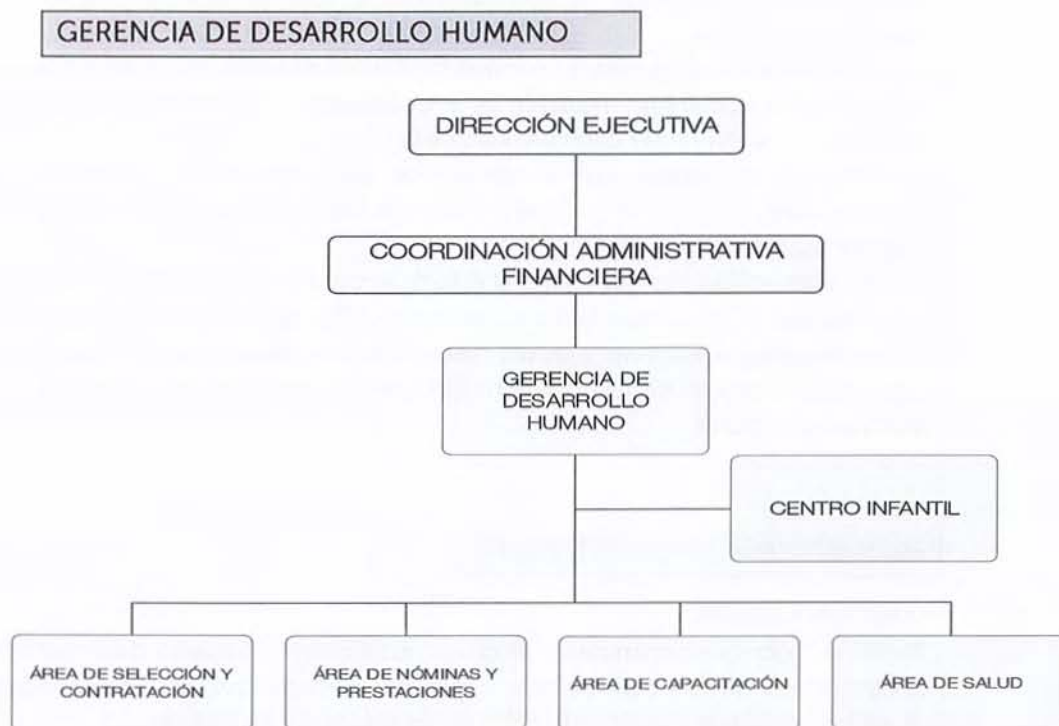 GERENCIA DE DESARROLLO HUMANO
DIRECCIÓN EJECUTIVA
COORDINACIÓN ADMINISTRATIVA
FINANCIERA
GERENCIA DE
DESARROLLO
HUMANO
CENTRO INFANTIL
ÁREA DE SELECCIÓN Y
CONTRATACIÓN
ÁREA DE NÓMINAS Y
PRESTACIONES
ÁREA DE CAPACITACIÓN
ÁREA DE SALUD